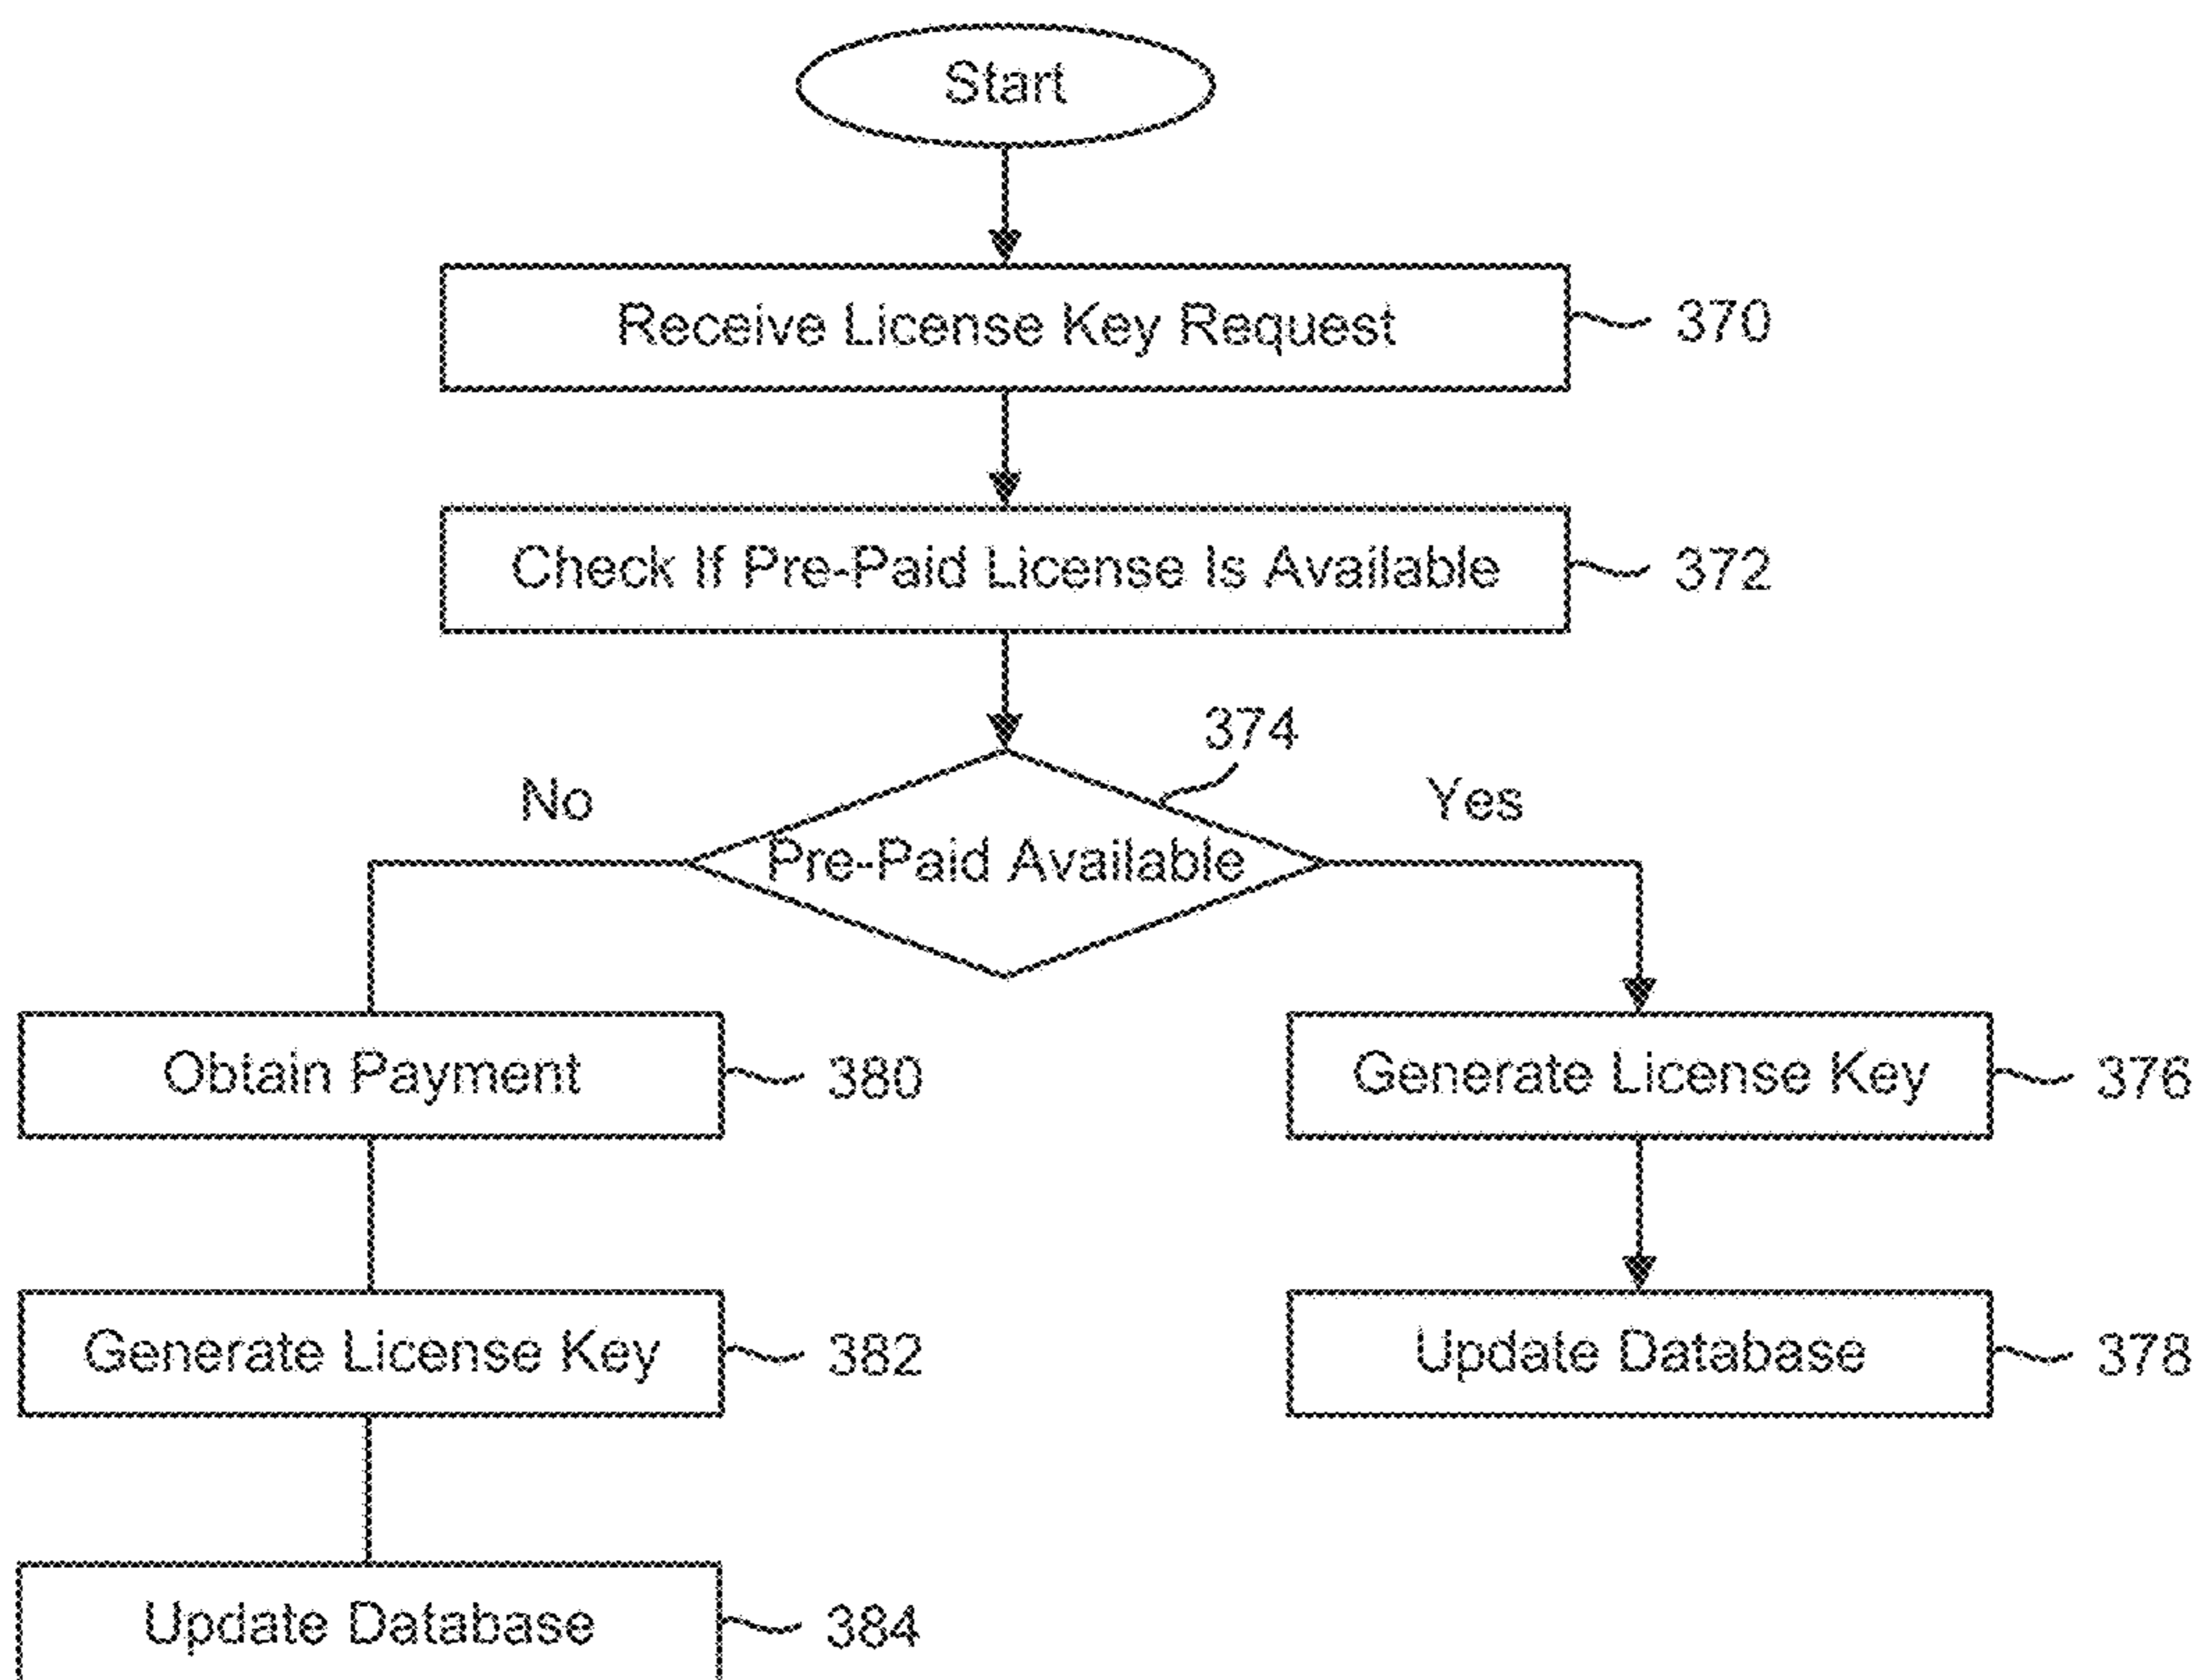 Start
Receive License Key Request
370
Check If Pre-Paid License Is Available
372
374
No
Yes
Pre-Paid Available
Obtain Payment
380
Generate License Key
376
Generate License Key
382
Update Database
378
Update Database
384